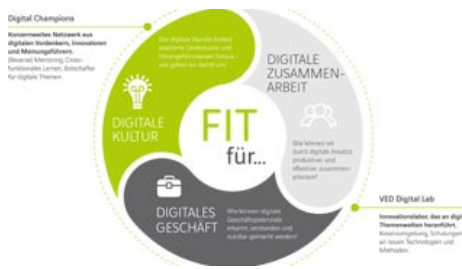 Digital Champions
Konzernweites Netzwerk aus
digitalen Vordenkern, Innovatoren
und Meinungsführern.
(Reverse) Mentoring, Cross-
funktionales Lernen, Botschafter
für digitale Themen.
Der digitale Wandel fordert
etablierte Denkmuster und
Herangehensweisen heraus –
wie gehen wir damit um?
DIGITALE
KULTUR
DIGITALE
ZUSAMMEN-
ARBEIT
Wie können wir
durch digitale Ansätze
produktiver und
effektiver zusammen-
arbeiten?
FIT
für...
DIGITALES
GESCHÄFT
Wie können digitale
Geschäftspotenziale
erkannt, verstanden und
nutzbar gemacht werden?
VED Digital Lab
Innovationslabor, das an digi
Themenwelten heranführt.
Kreativumgebung, Schulungen
an neuen Technologien und
Methoden.